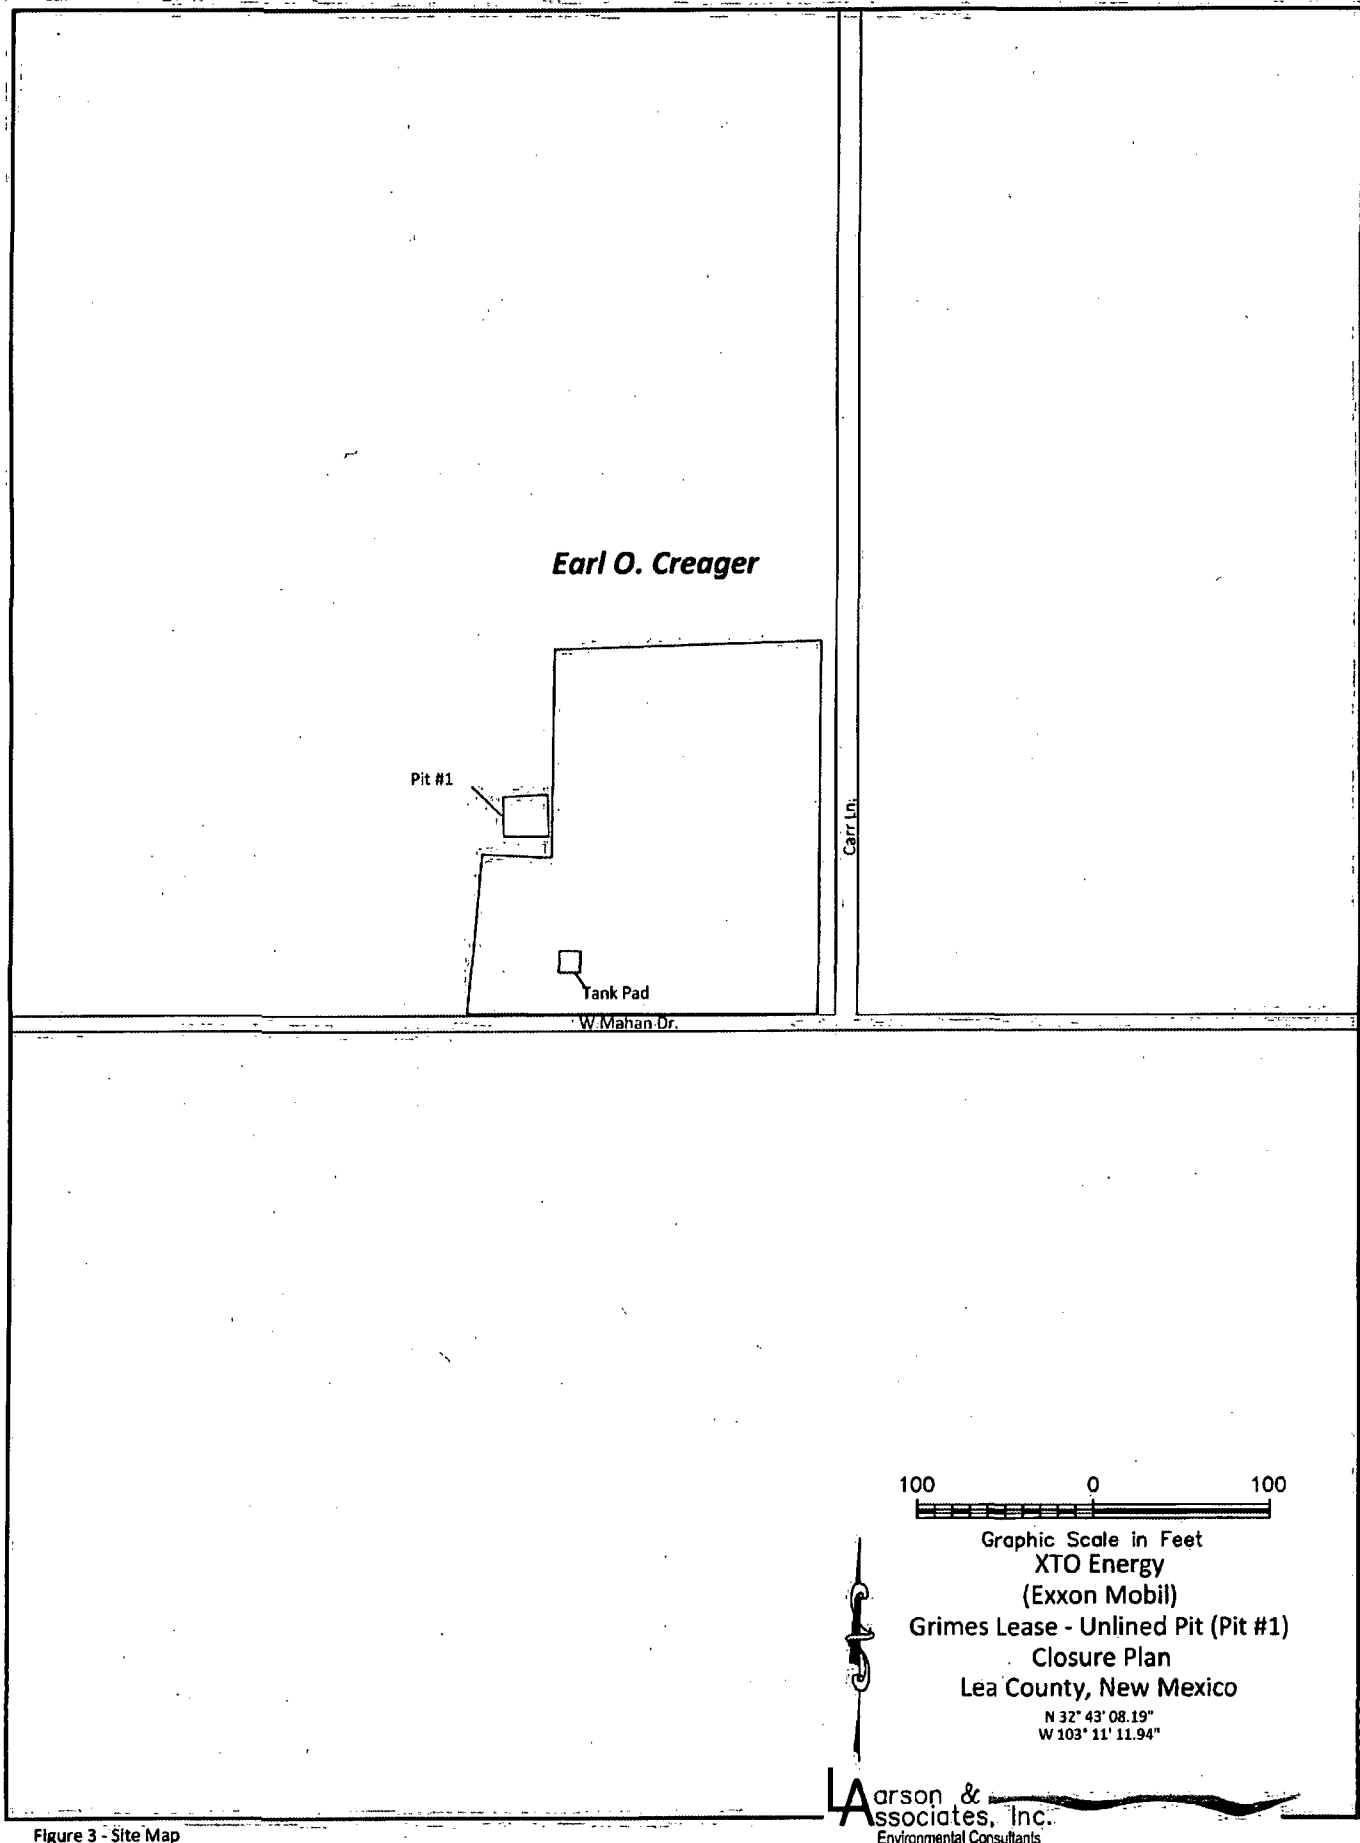 Earl O. Creager
Pit #1
Carr Ln.
Tank Pad
W Mahan Dr.
100 0 100
Graphic Scale in Feet
XTO Energy
(Exxon Mobil)
Grimes Lease - Unlined Pit (Pit #1)
Closure Plan
Lea County, New Mexico
N 32° 43' 08.19"
W 103° 11' 11.94"
Larson &
Associates, Inc.
Environmental Consultants
Figure 3 - Site Map